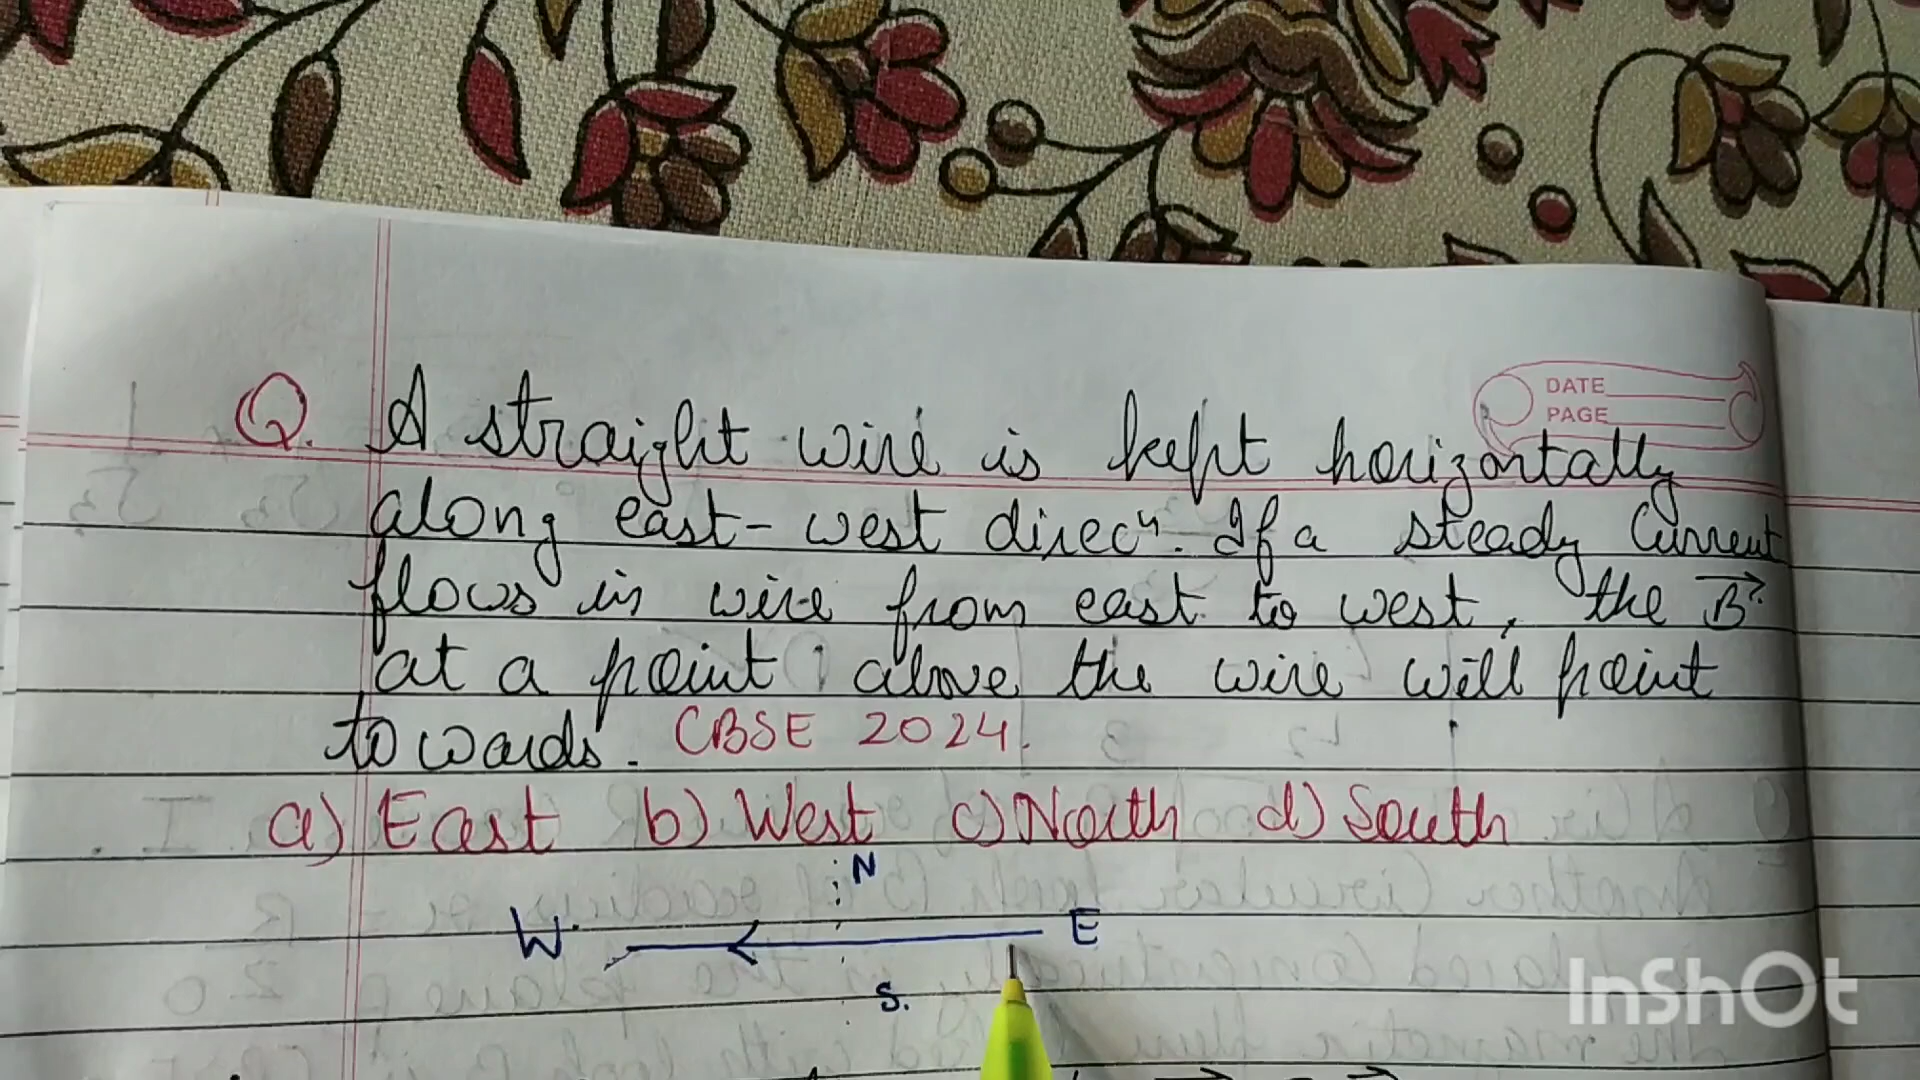 DATE
PAGE
Q. A straight wire is kept horizontally
along east-west direcⁿ. If a steady Current
flows in wire from east to west, the B⃗
at a point above the wire will point
towards. CBSE 2024.
a) East b) West c) North d) South
N
W E
S.
InShOt